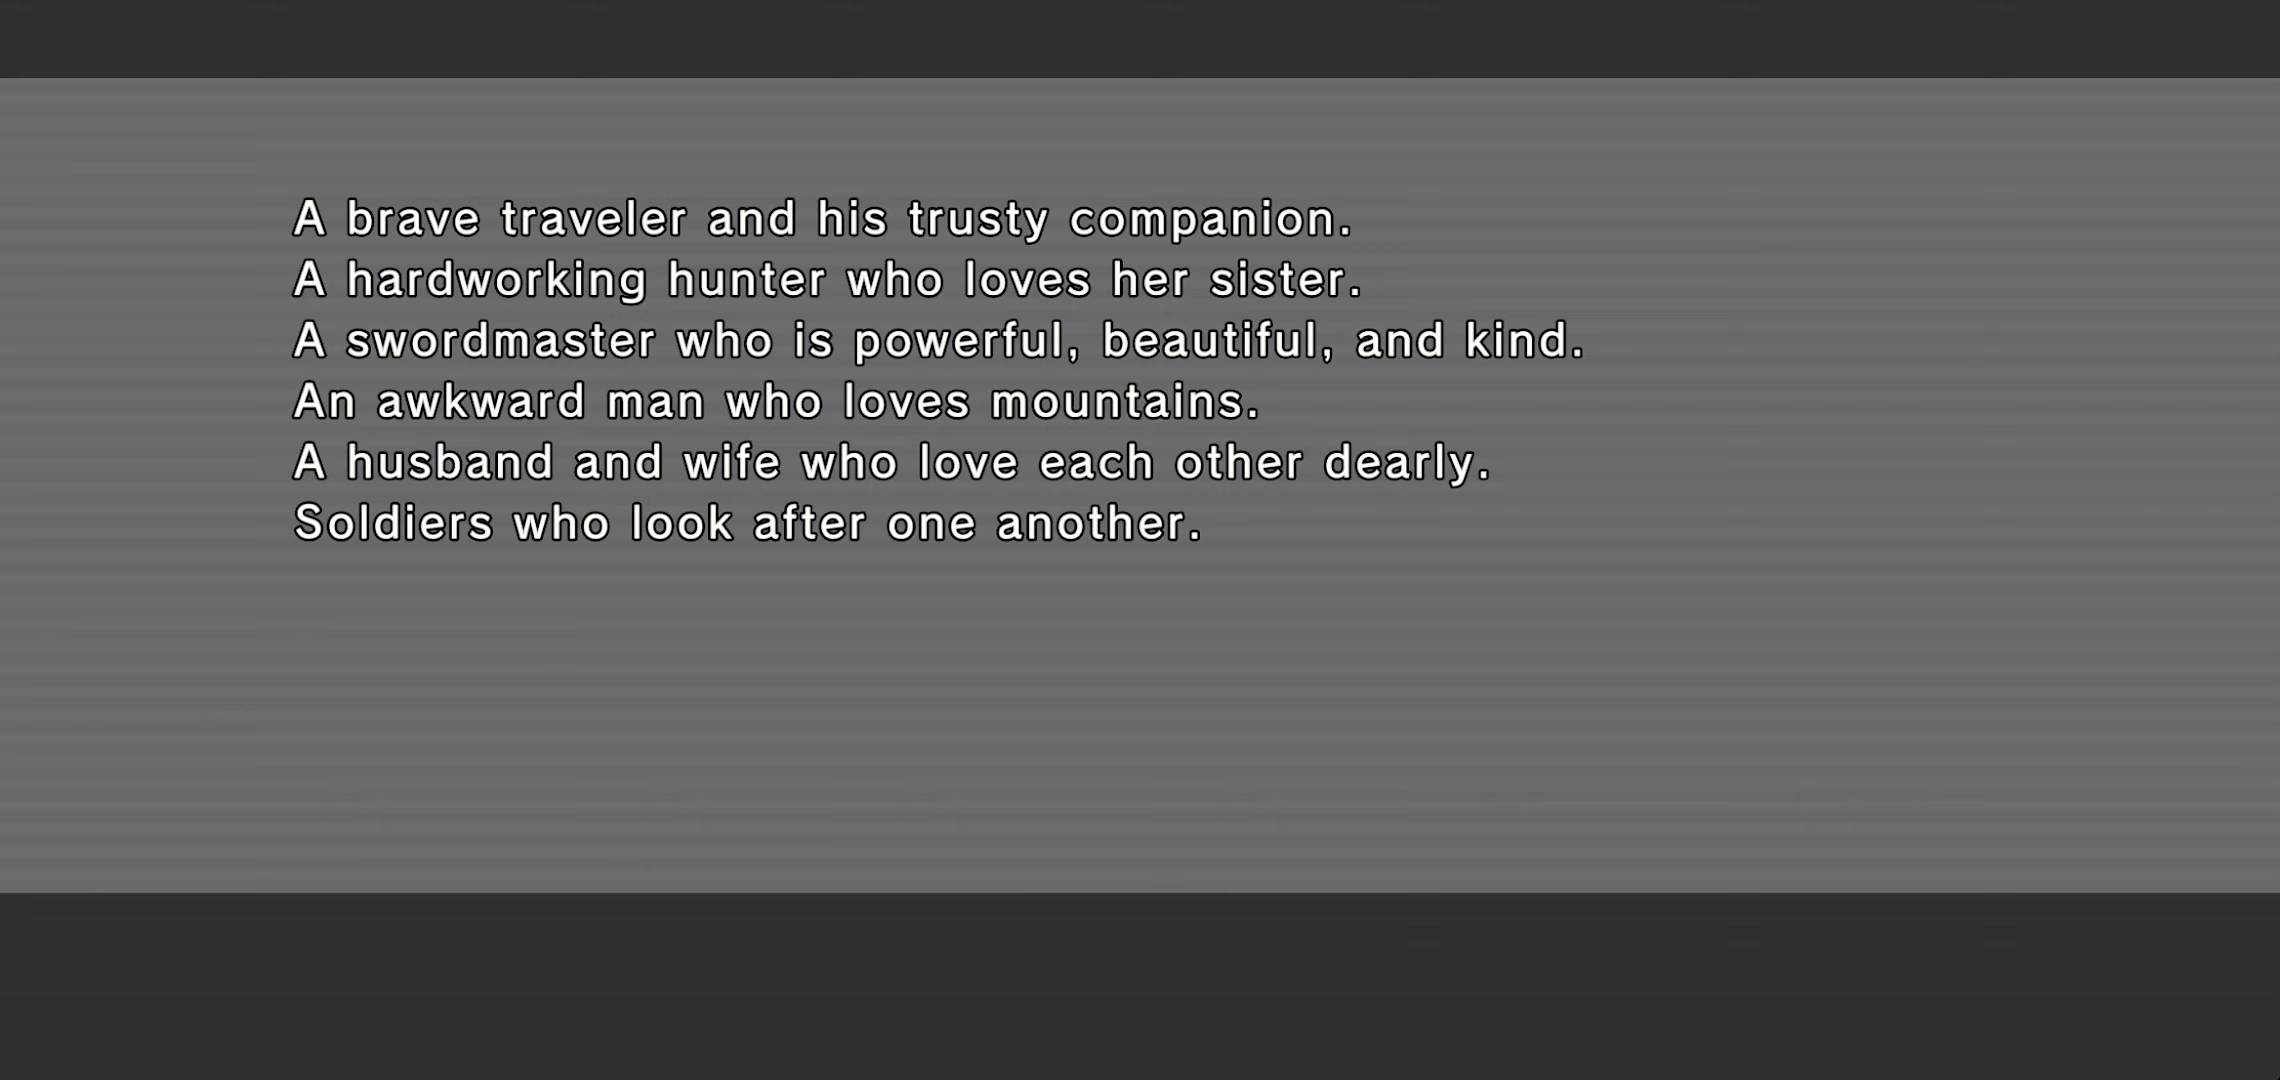 A brave traveler and his trusty companion.
A hardworking hunter who loves her sister.
A swordmaster who is powerful, beautiful, and kind.
An awkward man who loves mountains.
A husband and wife who love each other dearly.
Soldiers who look after one another.